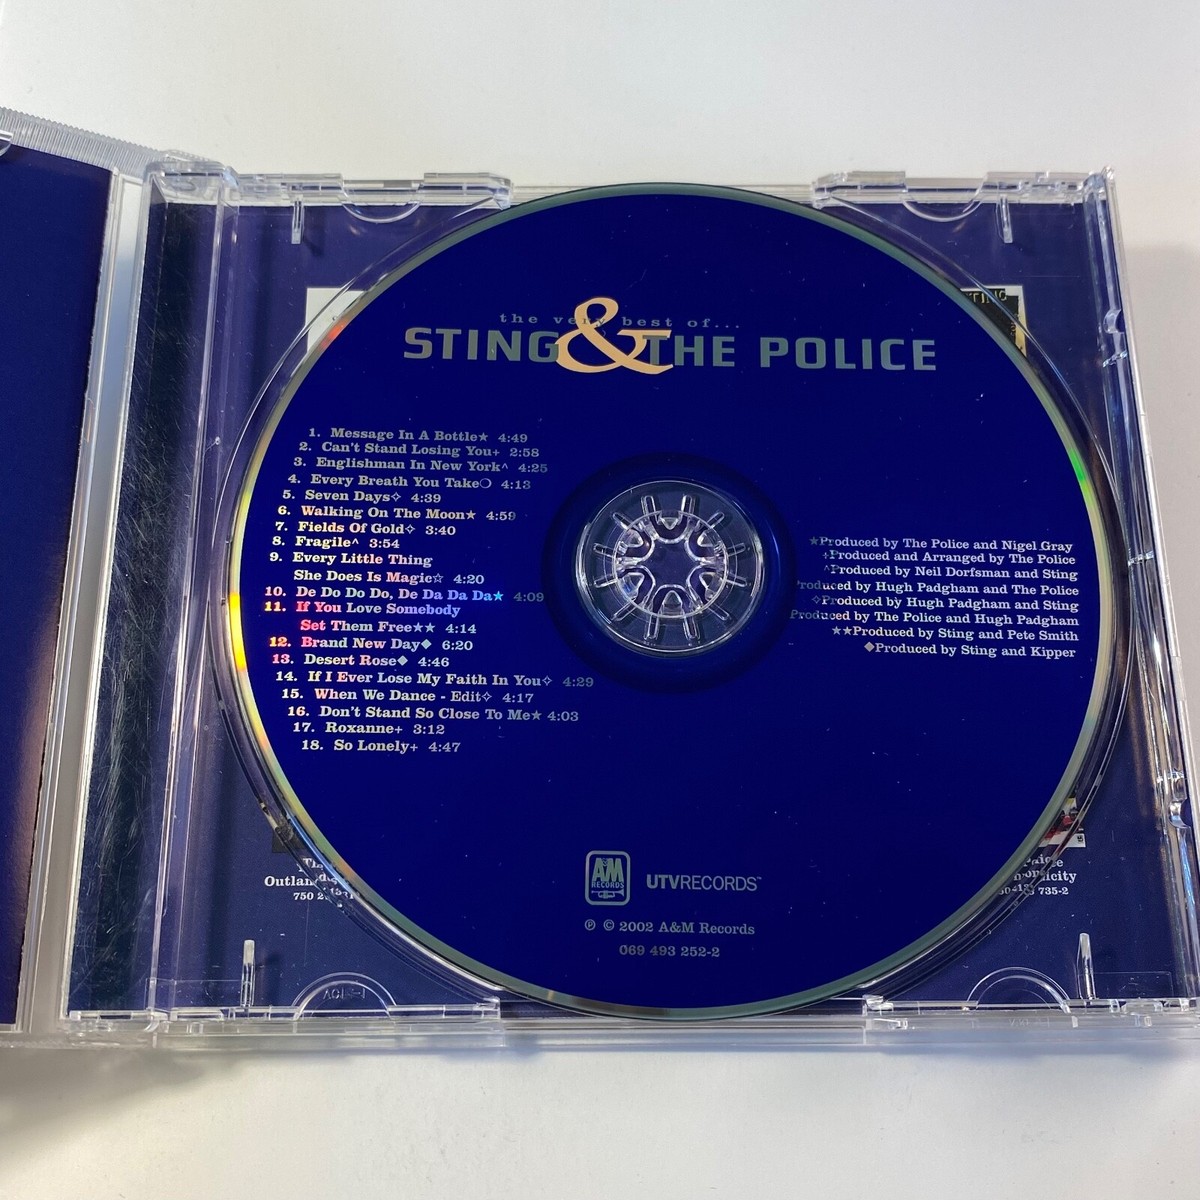 the very best of...
STING & THE POLICE
1. Message In A Bottle★ 4:49
2. Can't Stand Losing You+ 2:58
3. Englishman In New York^ 4:25
4. Every Breath You Take❍ 4:13
5. Seven Days✧ 4:39
6. Walking On The Moon★ 4:59
7. Fields Of Gold✧ 3:40
8. Fragile^ 3:54
9. Every Little Thing
She Does Is Magic☆ 4:20
10. De Do Do Do, De Da Da Da★ 4:09
11. If You Love Somebody
Set Them Free★★ 4:14
12. Brand New Day◆ 6:20
13. Desert Rose◆ 4:46
14. If I Ever Lose My Faith In You✧ 4:29
15. When We Dance - Edit✧ 4:17
16. Don't Stand So Close To Me★ 4:03
17. Roxanne+ 3:12
18. So Lonely+ 4:47
★Produced by The Police and Nigel Gray
+Produced and Arranged by The Police
^Produced by Neil Dorfsman and Sting
Produced by Hugh Padgham and The Police
✧Produced by Hugh Padgham and Sting
Produced by The Police and Hugh Padgham
★★Produced by Sting and Pete Smith
◆Produced by Sting and Kipper
A&M
RECORDS
UTVRECORDS™
℗ © 2002 A&M Records
069 493 252-2
735-2